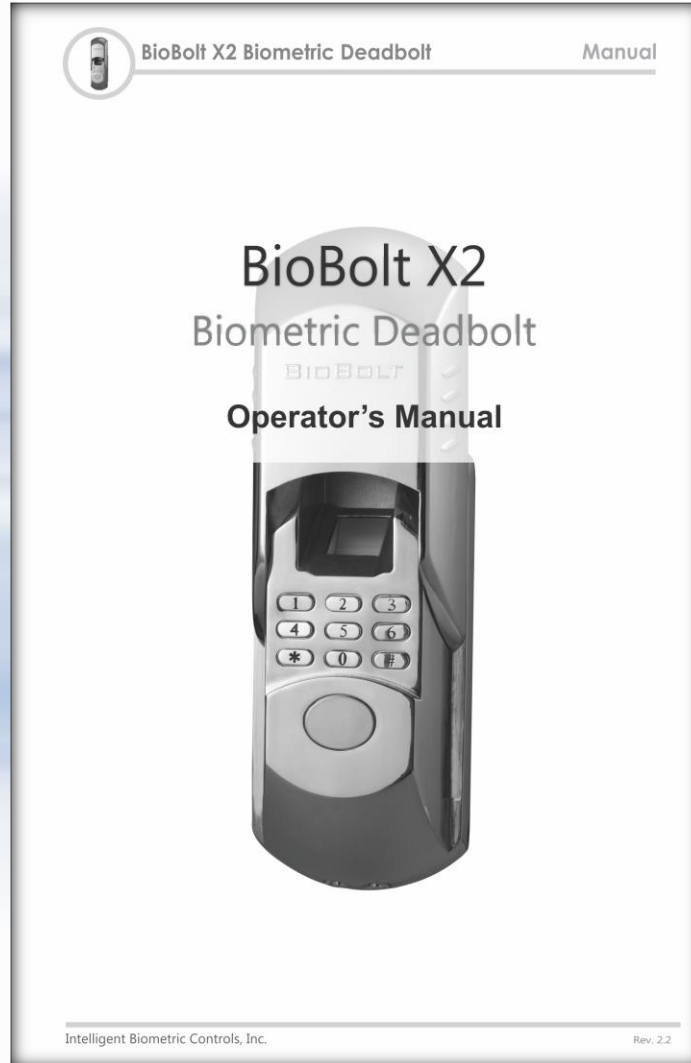 BioBolt X2 Biometric Deadbolt Manual
BioBolt X2
Biometric Deadbolt
BIOBOLT
Operator's Manual
1 2 3
4 5 6
* 0 #
Intelligent Biometric Controls, Inc. Rev. 2.2